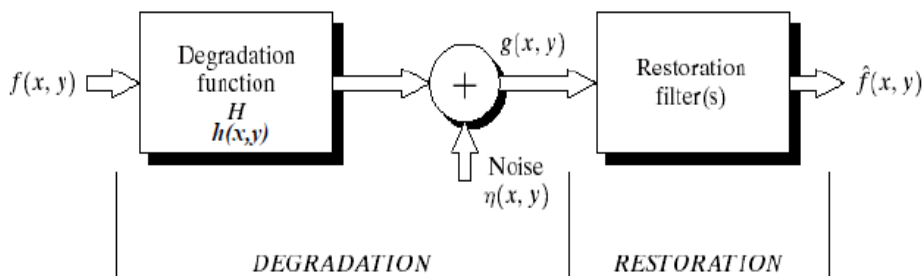 f(x, y)
Degradation
function
H
h(x,y)
+
g(x, y)
Noise
η(x, y)
Restoration
filter(s)
f̂(x, y)
DEGRADATION
RESTORATION